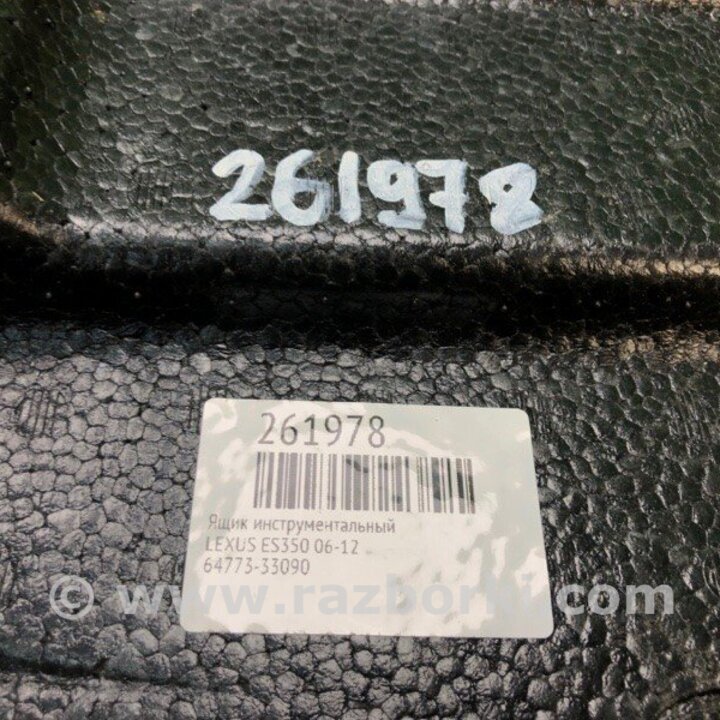 261978
261978
Ящик инструментальный
LEXUS ES350 06-12
64773-33090
© www.razborki.com